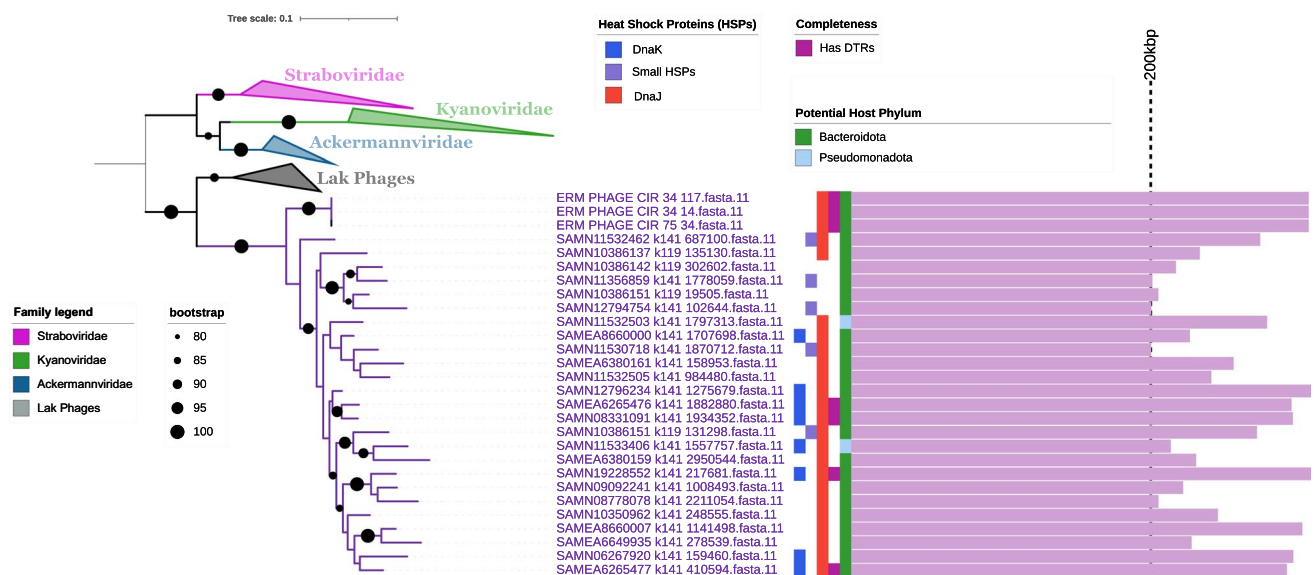 Tree scale: 0.1
Heat Shock Proteins (HSPs)
DnaK
Small HSPs
DnaJ
Completeness
Has DTRs
~200kbp
Potential Host Phylum
Bacteroidota
Pseudomonadota
Straboviridae
Kyanoviridae
Ackermannviridae
Lak Phages
ERM PHAGE CIR 34 117.fasta.11
ERM PHAGE CIR 34 14.fasta.11
ERM PHAGE CIR 75 34.fasta.11
SAMN11532462 k141 687100.fasta.11
SAMN10386137 k119 135130.fasta.11
SAMN10386142 k119 302602.fasta.11
SAMN11356859 k141 1778059.fasta.11
SAMN10386151 k119 19505.fasta.11
SAMN12794754 k141 102644.fasta.11
SAMN11532503 k141 1797313.fasta.11
SAMEA8660000 k141 1707698.fasta.11
SAMN11530718 k141 1870712.fasta.11
SAMEA6380161 k141 158953.fasta.11
SAMN11532505 k141 984480.fasta.11
SAMN12796234 k141 1275679.fasta.11
SAMEA6265476 k141 1882880.fasta.11
SAMN08331091 k141 1934352.fasta.11
SAMN10386151 k119 131298.fasta.11
SAMN11533406 k141 1557757.fasta.11
SAMEA6380159 k141 2950544.fasta.11
SAMN19228552 k141 217681.fasta.11
SAMN09092241 k141 1008493.fasta.11
SAMN08778078 k141 2211054.fasta.11
SAMN10350962 k141 248555.fasta.11
SAMEA8660007 k141 1141498.fasta.11
SAMEA6649935 k141 278539.fasta.11
SAMN06267920 k141 159460.fasta.11
SAMEA6265477 k141 410594.fasta.11
Family legend
Straboviridae
Kyanoviridae
Ackermannviridae
Lak Phages
bootstrap
80
85
90
95
100